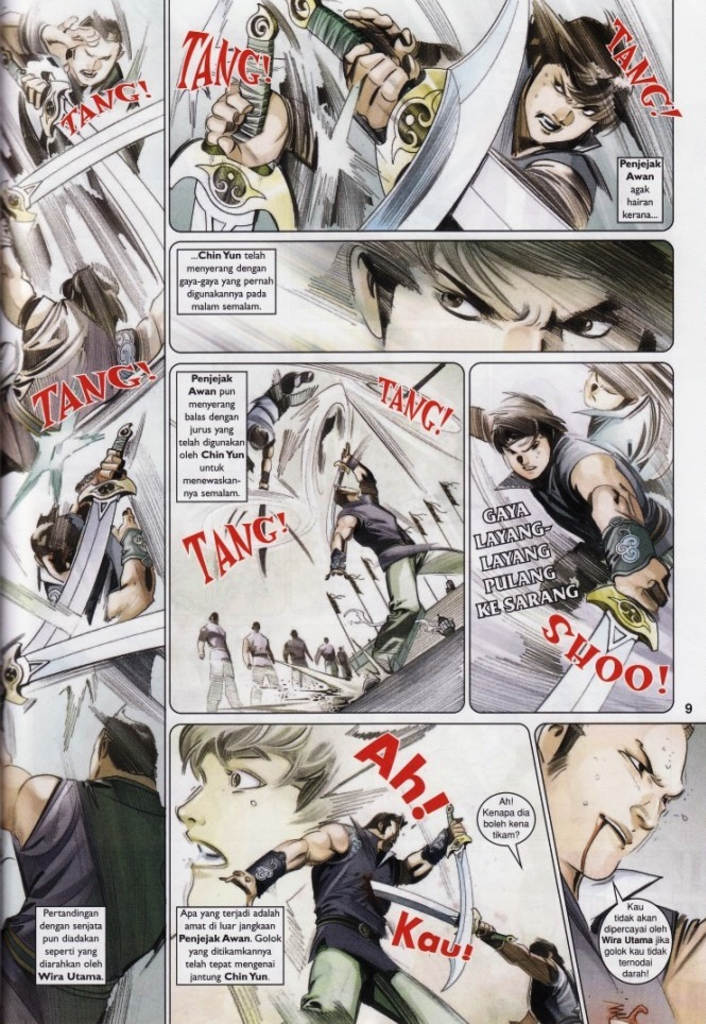 TANG!
TANG!
Pertandingan
dengan senjata
pun diadakan
seperti yang
diarahkan oleh
Wira Utama.
TANG!
TANG!
Penjejak
Awan
agak
hairan
kerana...
...Chin Yun telah
menyerang dengan
gaya-gaya yang pernah
digunakannya pada
malam semalam.
Penjejak
Awan pun
menyerang
balas dengan
jurus yang
telah digunakan
oleh Chin Yun
untuk
menewaskan-
nya semalam.
TANG!
TANG!
GAYA
LAYANG-
LAYANG
PULANG
KE SARANG
SHOO!
9
Ah!
Ah!
Kenapa dia
boleh kena
tikam?
Apa yang terjadi adalah
amat di luar jangkaan
Penjejak Awan. Golok
yang ditikamkannya
telah tepat mengenai
jantung Chin Yun.
Kau!
Kau
tidak akan
dipercayai oleh
Wira Utama jika
golok kau tidak
ternodai
darah!